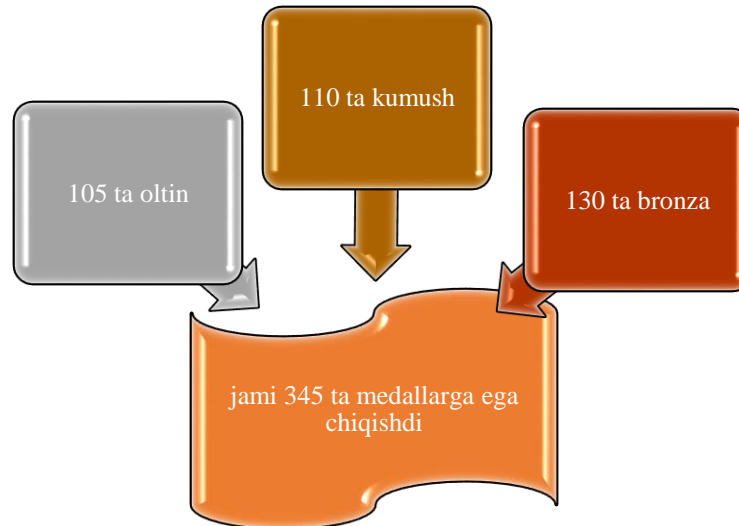 105 ta oltin
110 ta kumush
130 ta bronza
jami 345 ta medallarga ega
chiqishdi